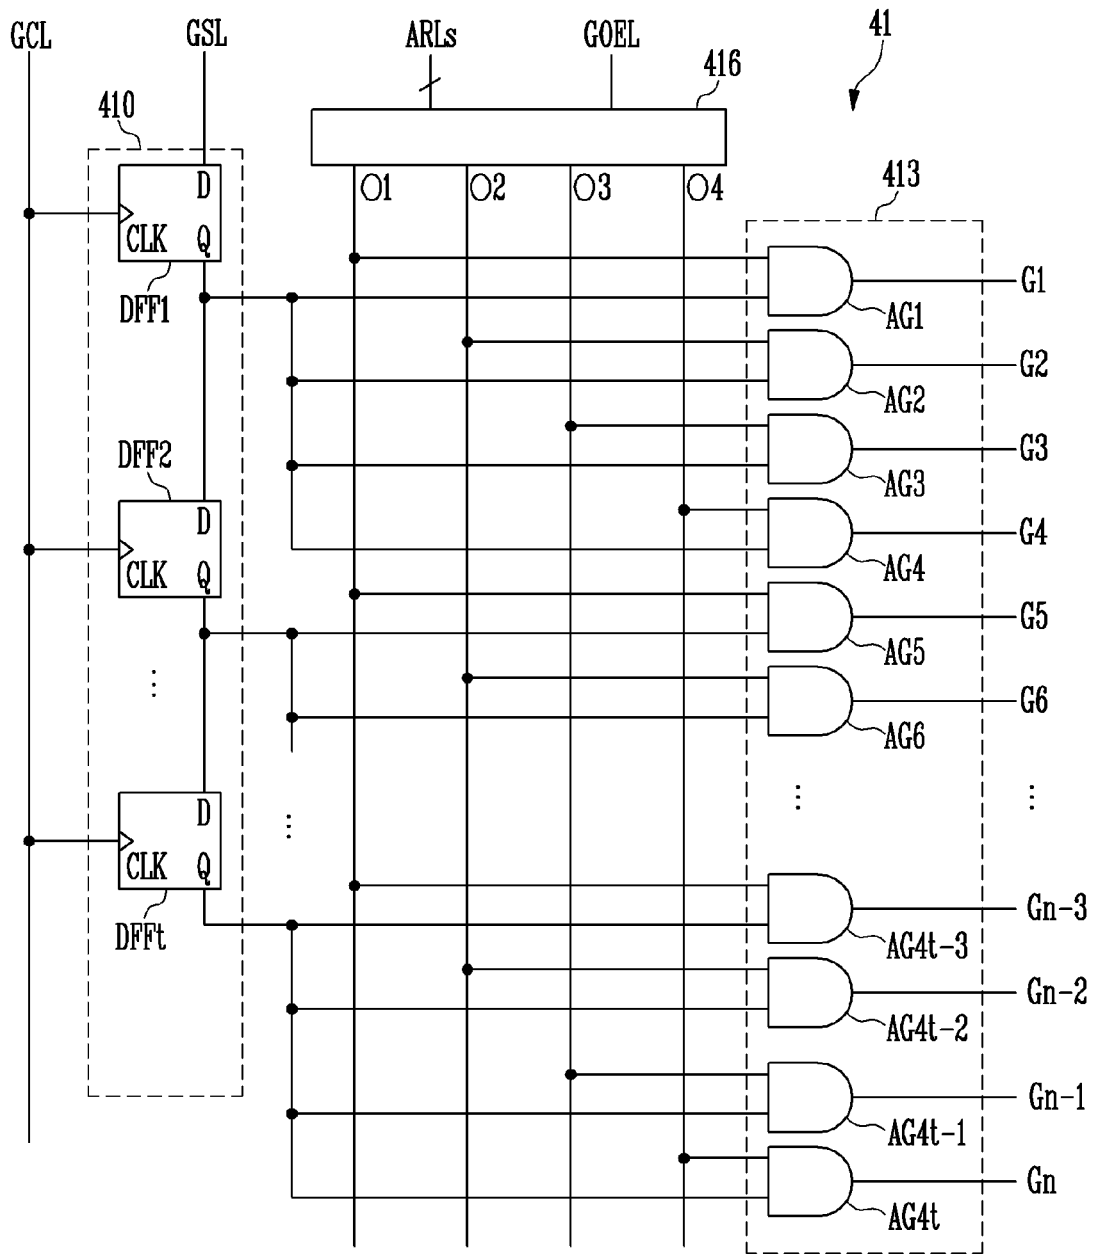 GCL
GSL
ARLs
GOEL
41
416
410
D
CLK Q
DFF1
O1
O2
O3
O4
413
G1
AG1
G2
AG2
G3
AG3
G4
AG4
DFF2
D
CLK Q
G5
AG5
G6
AG6
⋮
⋮
⋮
⋮
D
CLK Q
DFFt
Gn-3
AG4t-3
Gn-2
AG4t-2
Gn-1
AG4t-1
Gn
AG4t